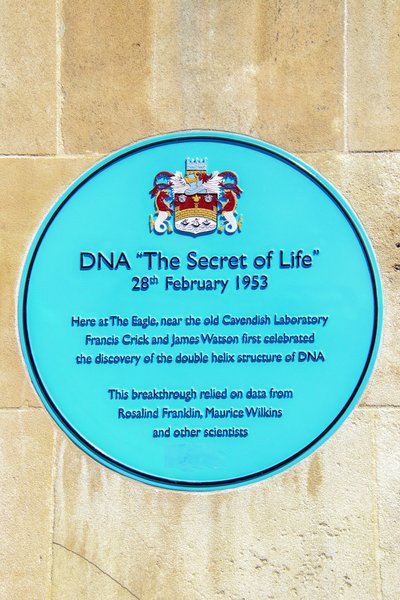 DNA "The Secret of Life"
28th February 1953
Here at The Eagle, near the old Cavendish Laboratory
Francis Crick and James Watson first celebrated
the discovery of the double helix structure of DNA
This breakthrough relied on data from
Rosalind Franklin, Maurice Wilkins
and other scientists